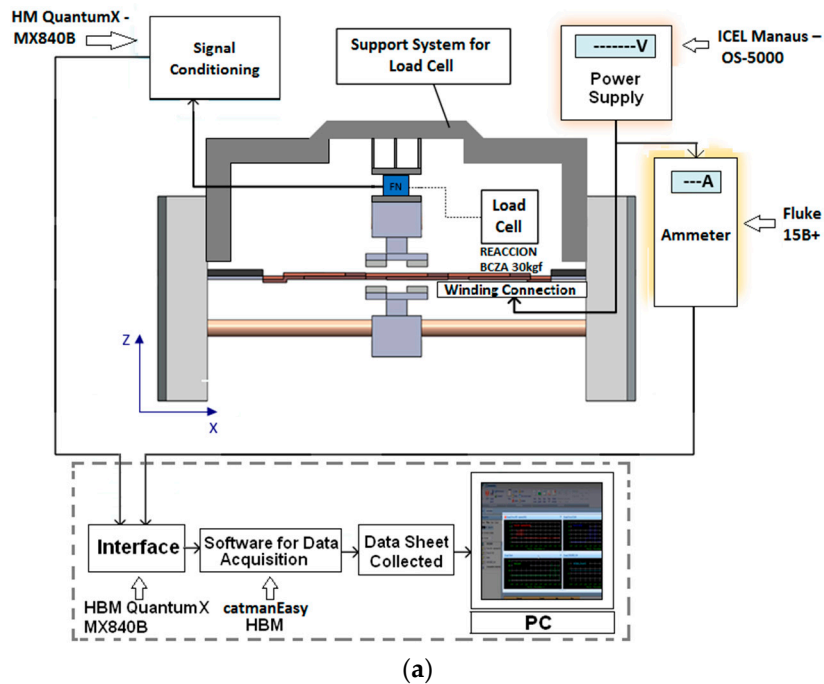 HM QuantumX -
MX840B
Signal
Conditioning
Support System for
Load Cell
-------V
Power
Supply
ICEL Manaus –
OS-5000
---A
Ammeter
Fluke
15B+
FN
Load
Cell
REACCION
BCZA 30kgf
Winding Connection
Z
X
Interface
Software for Data
Acquisition
Data Sheet
Collected
HBM QuantumX
MX840B
catmanEasy
HBM
PC
(a)